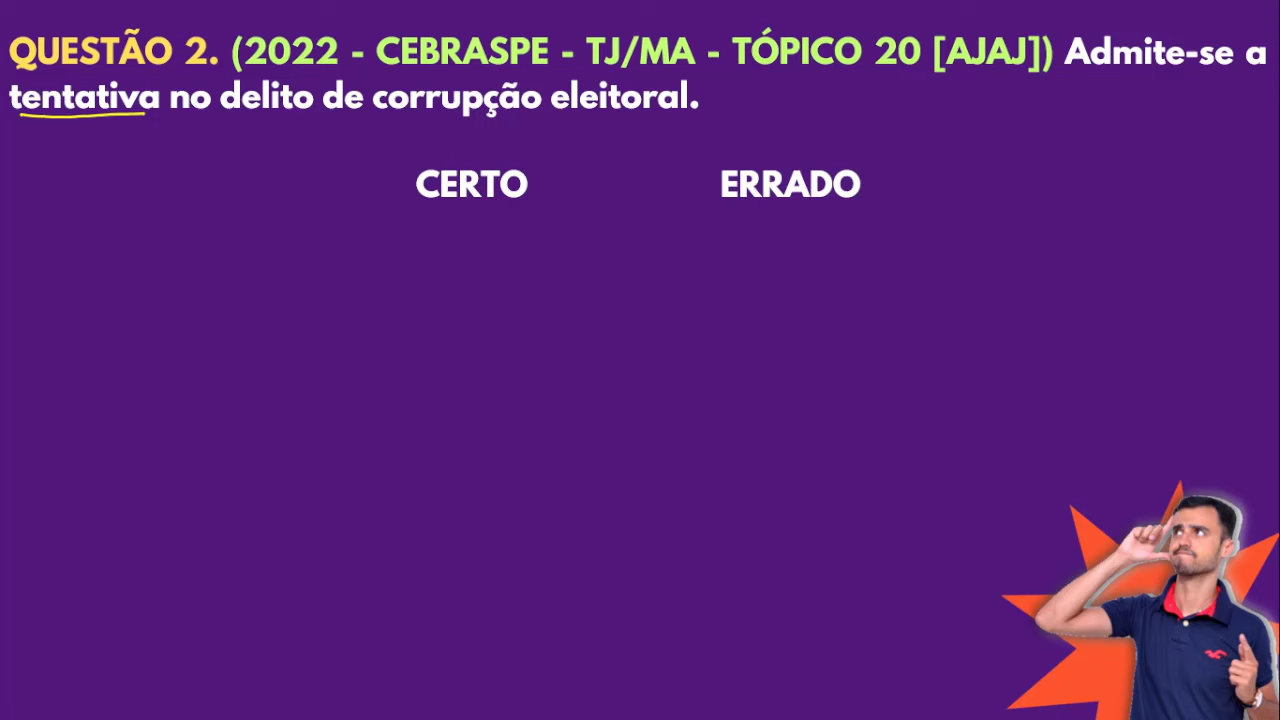 QUESTÃO 2. (2022 - CEBRASPE - TJ/MA - TÓPICO 20 [AJAJ]) Admite-se a
tentativa no delito de corrupção eleitoral.
CERTO ERRADO